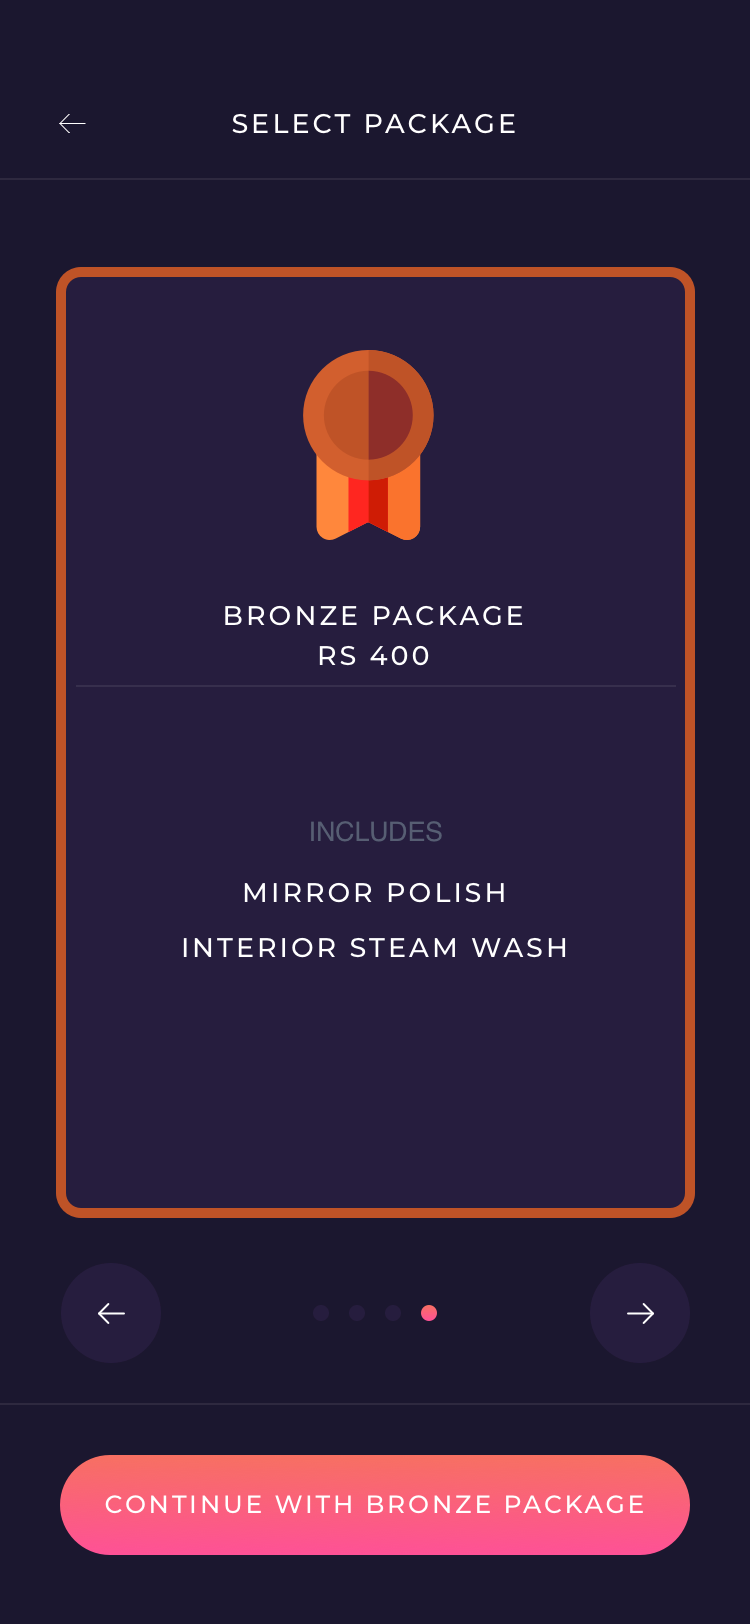 SELECT PACKAGE
BRONZE PACKAGE
RS 400
INCLUDES
MIRROR POLISH
INTERIOR STEAM WASH
CONTINUE WITH BRONZE PACKAGE